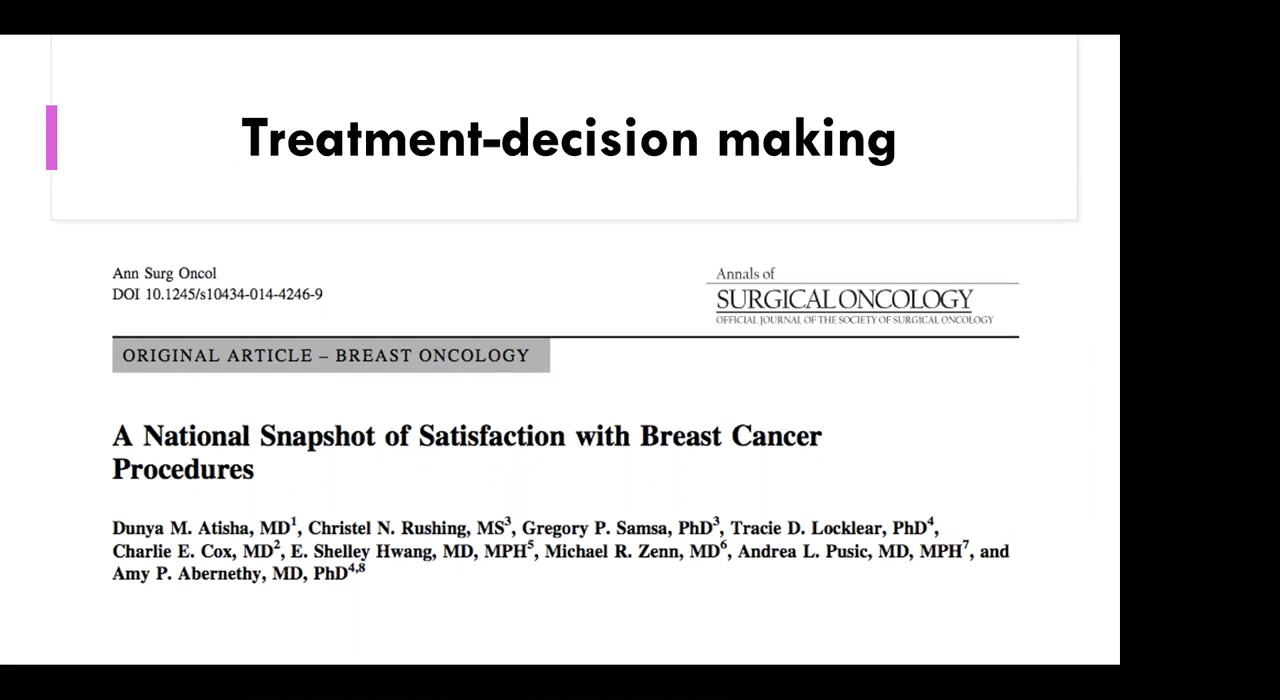 Treatment-decision making
Ann Surg Oncol
DOI 10.1245/s10434-014-4246-9
Annals of
SURGICAL ONCOLOGY
OFFICIAL JOURNAL OF THE SOCIETY OF SURGICAL ONCOLOGY
ORIGINAL ARTICLE – BREAST ONCOLOGY
A National Snapshot of Satisfaction with Breast Cancer
Procedures
Dunya M. Atisha, MD1, Christel N. Rushing, MS3, Gregory P. Samsa, PhD3, Tracie D. Locklear, PhD4,
Charlie E. Cox, MD2, E. Shelley Hwang, MD, MPH5, Michael R. Zenn, MD6, Andrea L. Pusic, MD, MPH7, and
Amy P. Abernethy, MD, PhD4,8